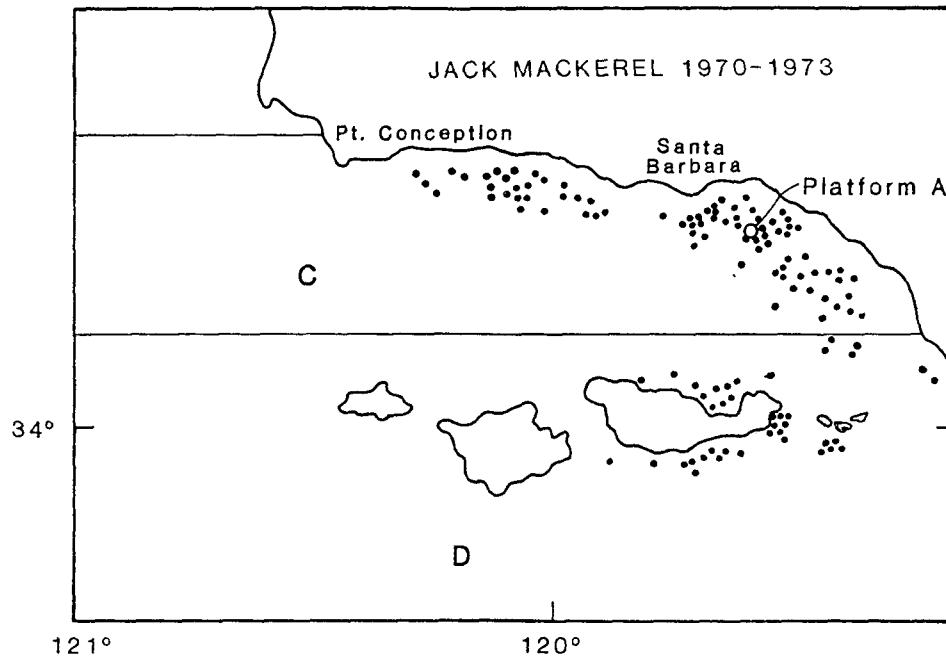 JACK MACKEREL 1970-1973
Pt. Conception
Santa
Barbara
Platform A
C
34°
D
121°
120°